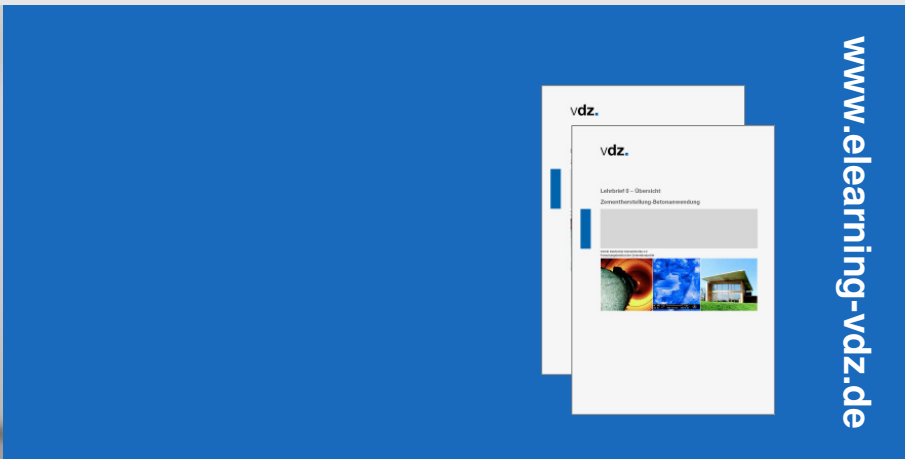 vdz.
vdz.
Lehrbrief 0 – Übersicht
Zementherstellung-Betonanwendung
www.elearning-vdz.de